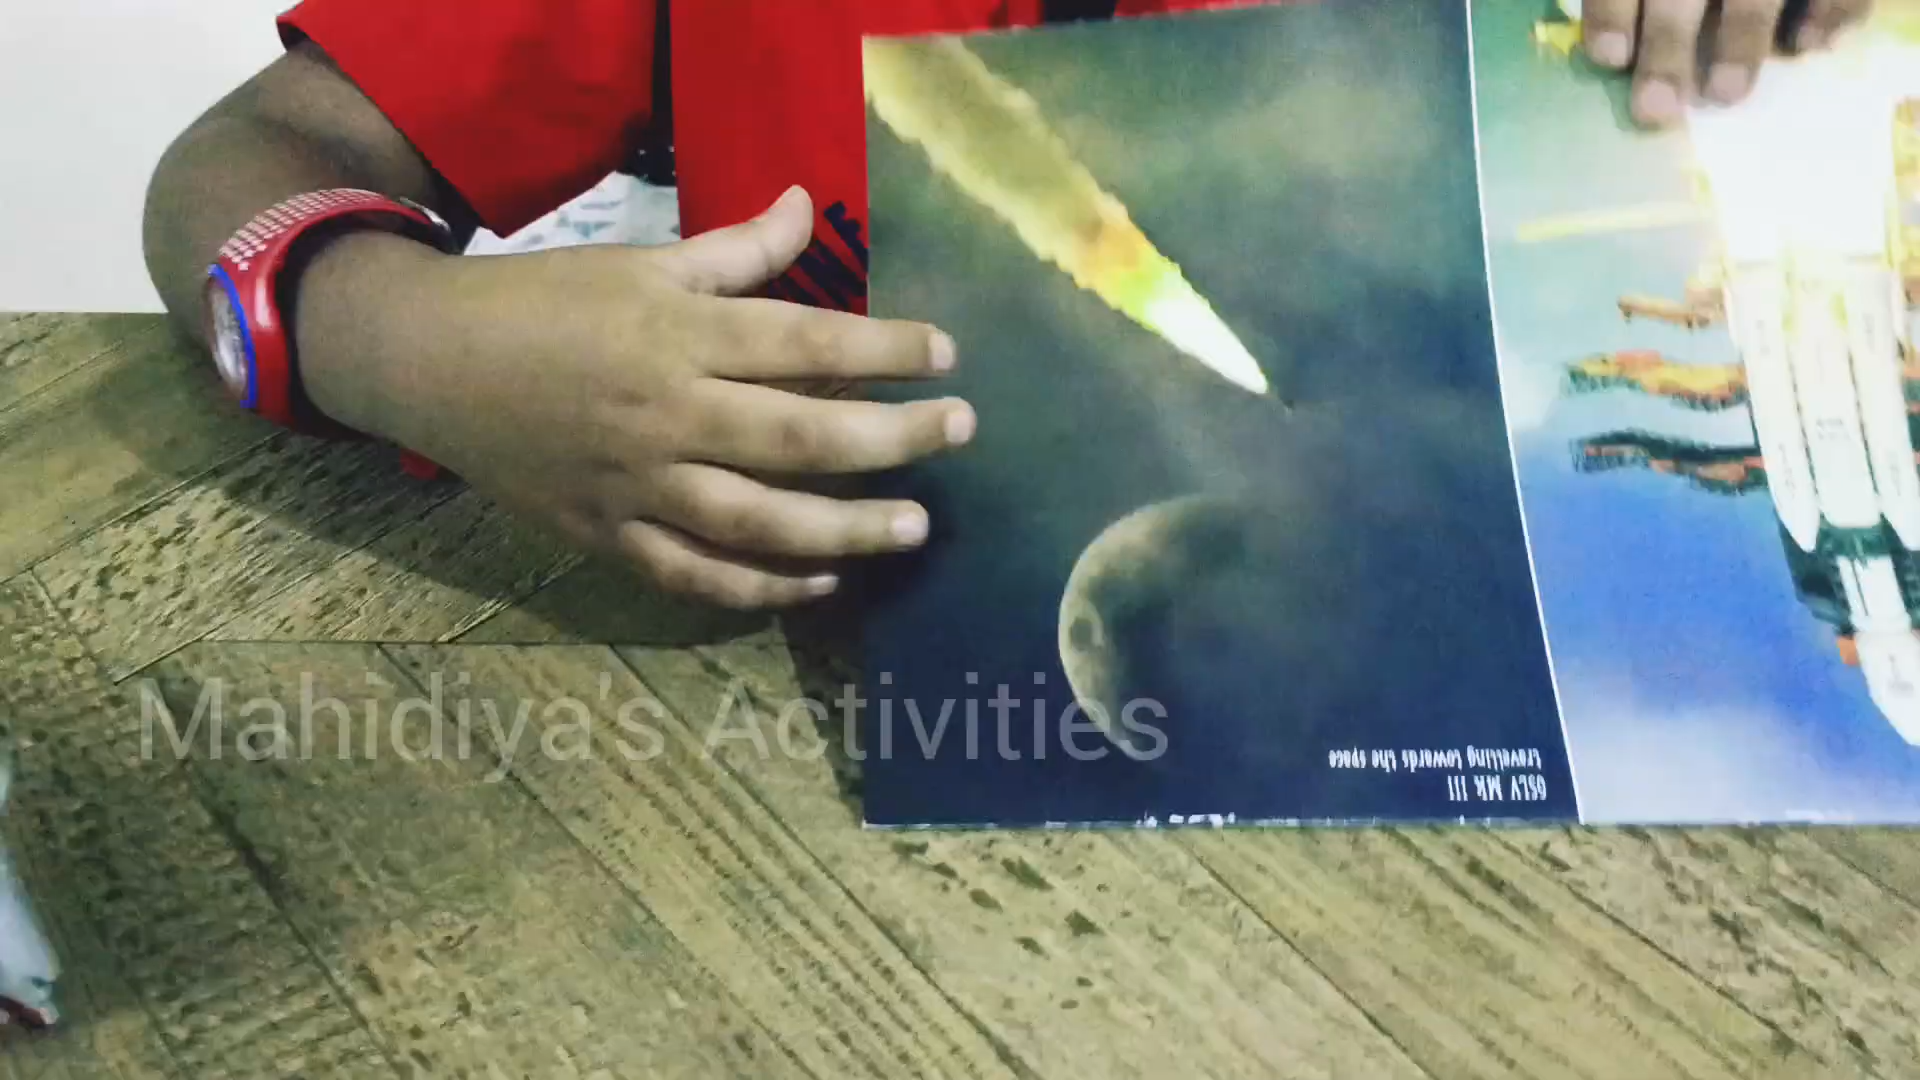 Mahidiya's Activities
GSLV Mk III
travelling towards the space